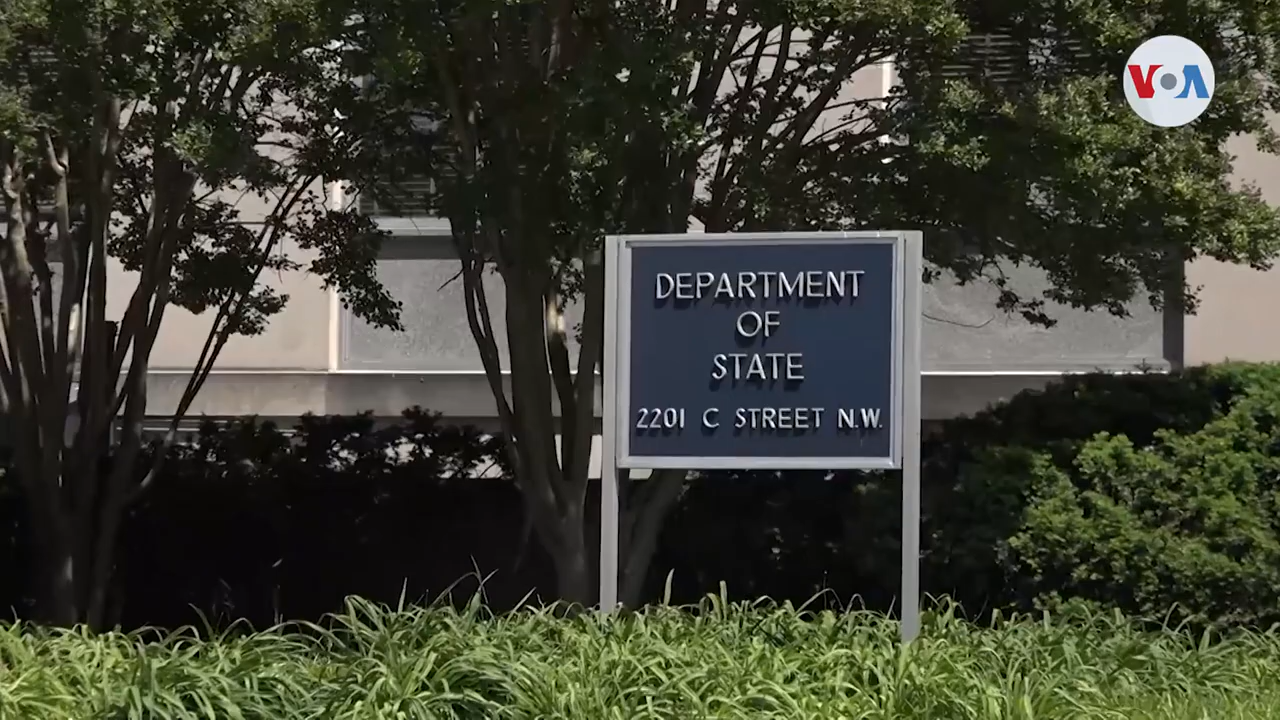 VOA
DEPARTMENT
OF
STATE
2201 C STREET N.W.